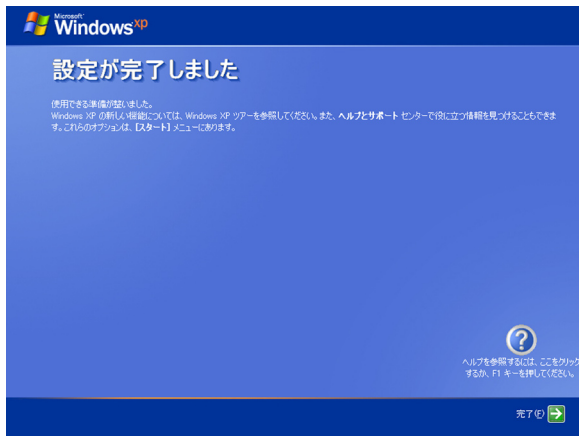 Microsoft
Windows xp
設定が完了しました
使用できる準備が整いました。
Windows XP の新しい機能については、Windows XP ツアーを参照してください。また、ヘルプとサポート センターで役に立つ情報を見つけることもできま
す。これらのオプションは、[スタート] メニューにあります。
ヘルプを参照するには、ここをクリック
するか、F1 キーを押してください。
完了(F)